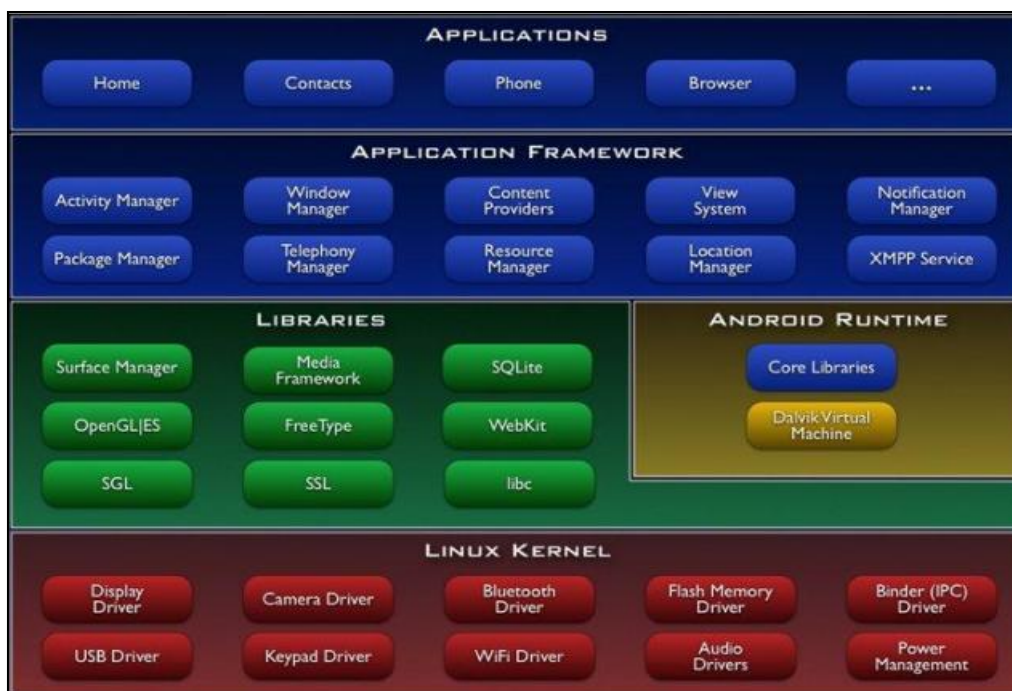 APPLICATIONS
Home Contacts Phone Browser ...
APPLICATION FRAMEWORK
Activity Manager
Window
Manager
Content
Providers
View
System
Notification
Manager
Package Manager
Telephony
Manager
Resource
Manager
Location
Manager
XMPP Service
LIBRARIES
Surface Manager
Media
Framework
SQLite
OpenGL|ES
FreeType
WebKit
SGL
SSL
libc
ANDROID RUNTIME
Core Libraries
Dalvik Virtual
Machine
LINUX KERNEL
Display
Driver
Camera Driver
Bluetooth
Driver
Flash Memory
Driver
Binder (IPC)
Driver
USB Driver
Keypad Driver
WiFi Driver
Audio
Drivers
Power
Management